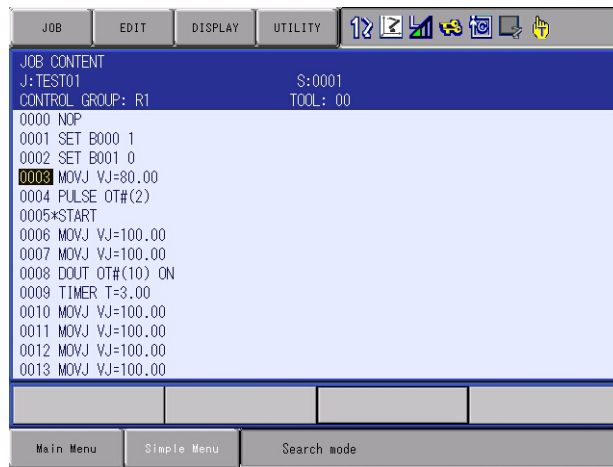 JOB EDIT DISPLAY UTILITY
JOB CONTENT
J:TEST01 S:0001
CONTROL GROUP: R1 TOOL: 00
0000 NOP
0001 SET B000 1
0002 SET B001 0
0003 MOVJ VJ=80.00
0004 PULSE OT#(2)
0005*START
0006 MOVJ VJ=100.00
0007 MOVJ VJ=100.00
0008 DOUT OT#(10) ON
0009 TIMER T=3.00
0010 MOVJ VJ=100.00
0011 MOVJ VJ=100.00
0012 MOVJ VJ=100.00
0013 MOVJ VJ=100.00
Main Menu Simple Menu Search mode